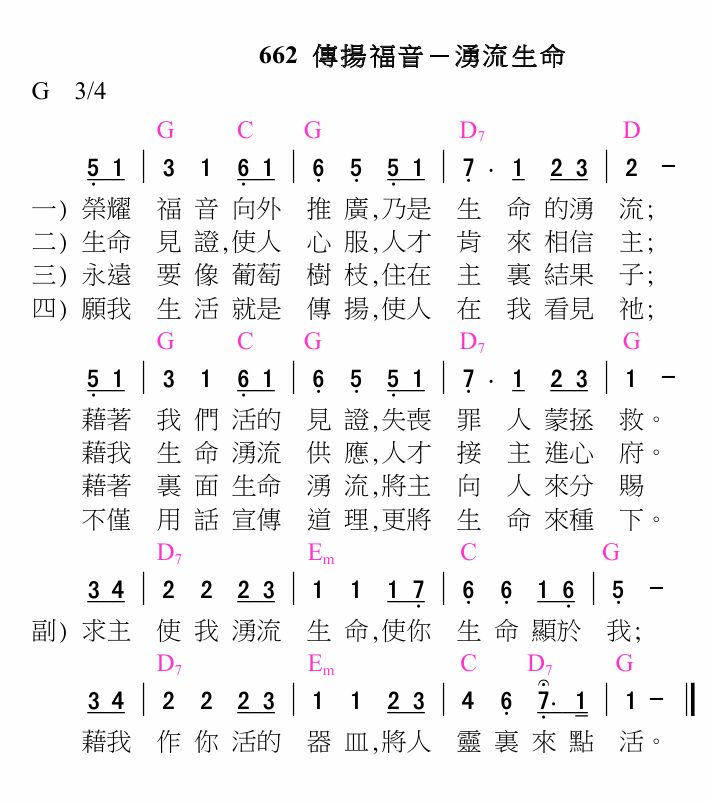 662 傳揚福音－湧流生命
G 3/4
G C G D7 D
5 1 | 3 1 6 1 | 6 5 5 1 | 7 · 1 2 3 | 2 －
一) 榮耀 福 音 向外 推 廣,乃是 生 命 的湧 流;
二) 生命 見 證,使人 心 服,人才 肯 來 相信 主;
三) 永遠 要 像 葡萄 樹 枝,住在 主 裏 結果 子;
四) 願我 生 活 就是 傳 揚,使人 在 我 看見 祂;
G C G D7 G
5 1 | 3 1 6 1 | 6 5 5 1 | 7 · 1 2 3 | 1 －
藉著 我 們 活的 見 證,失喪 罪 人 蒙拯 救。
藉我 生 命 湧流 供 應,人才 接 主 進心 府。
藉著 裏 面 生命 湧 流,將主 向 人 來分 賜
不僅 用 話 宣傳 道 理,更將 生 命 來種 下。
D7 Em C G
3 4 | 2 2 2 3 | 1 1 1 7 | 6 6 1 6 | 5 －
副) 求主 使 我 湧流 生 命,使你 生 命 顯於 我;
D7 Em C D7 G
3 4 | 2 2 2 3 | 1 1 2 3 | 4 6 7· 1 | 1 － ‖
藉我 作 你 活的 器 皿,將人 靈 裏 來 點 活。